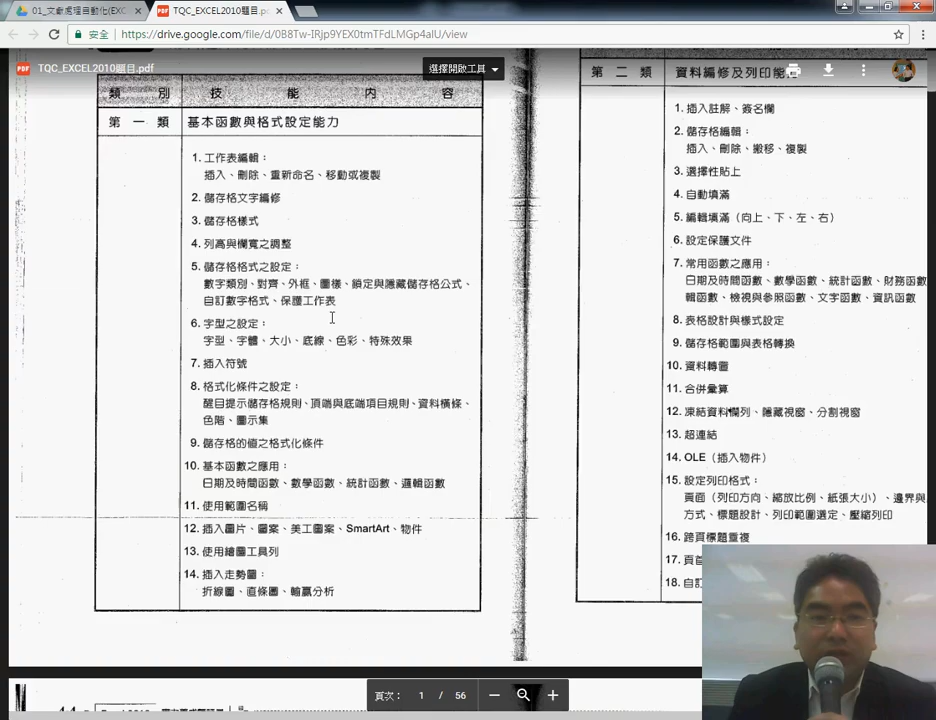 01_文獻處理自動化(EXC
TQC_EXCEL2010題目.pc
安全
https://drive.google.com/file/d/0B8Tw-IRjp9YEX0tmTFdLMGp4alU/view
TQC_EXCEL2010題目.pdf
選擇開啟工具
類 別 技 能 內 容
第 一 類 基本函數與格式設定能力
1. 工作表編輯：
插入、刪除、重新命名、移動或複製
2. 儲存格文字編修
3. 儲存格樣式
4. 列高與欄寬之調整
5. 儲存格格式之設定：
數字類別、對齊、外框、圖樣、鎖定與隱藏儲存格公式、
自訂數字格式、保護工作表
6. 字型之設定：
字型、字體、大小、底線、色彩、特殊效果
7. 插入符號
8. 格式化條件之設定：
醒目提示儲存格規則、頂端與底端項目規則、資料橫條、
色階、圖示集
9. 儲存格的值之格式化條件
10. 基本函數之應用：
日期及時間函數、數學函數、統計函數、邏輯函數
11. 使用範圍名稱
12. 插入圖片、圖案、美工圖案、SmartArt、物件
13. 使用繪圖工具列
14. 插入走勢圖：
折線圖、直條圖、輸贏分析
第 二 類 資料編修及列印能
1. 插入註解、簽名欄
2. 儲存格編輯：
插入、刪除、搬移、複製
3. 選擇性貼上
4. 自動填滿
5. 編輯填滿（向上、下、左、右）
6. 設定保護文件
7. 常用函數之應用：
日期及時間函數、數學函數、統計函數、財務函數
輯函數、檢視與參照函數、文字函數、資訊函數
8. 表格設計與樣式設定
9. 儲存格範圍與表格轉換
10. 資料轉置
11. 合併彙算
12. 凍結資料欄列、隱藏視窗、分割視窗
13. 超連結
14. OLE（插入物件）
15. 設定列印格式：
頁面（列印方向、縮放比例、紙張大小）、邊界與
方式、標題設計、列印範圍選定、壓縮列印
16. 跨頁標題重複
17. 頁首
18. 自訂
頁次： 1 / 56